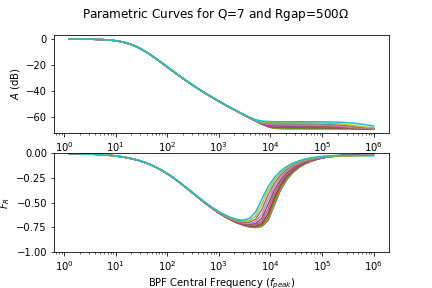 Parametric Curves for Q=7 and Rgap=500Ω
0
−20
−40
−60
A (dB)
10⁰ 10¹ 10² 10³ 10⁴ 10⁵ 10⁶
0.00
−0.25
−0.50
−0.75
−1.00
F_R
10⁰ 10¹ 10² 10³ 10⁴ 10⁵ 10⁶
BPF Central Frequency (f_peak)